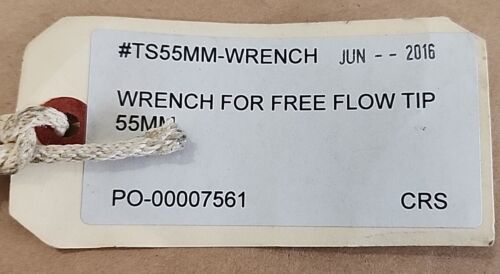 #TS55MM-WRENCH JUN -- 2016
WRENCH FOR FREE FLOW TIP
55MM
PO-00007561 CRS